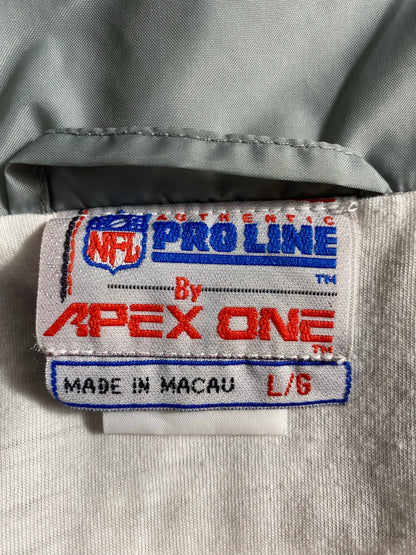 AUTHENTIC
NFL PRO LINE
TM
By
APEX ONE
TM
MADE IN MACAU L/G